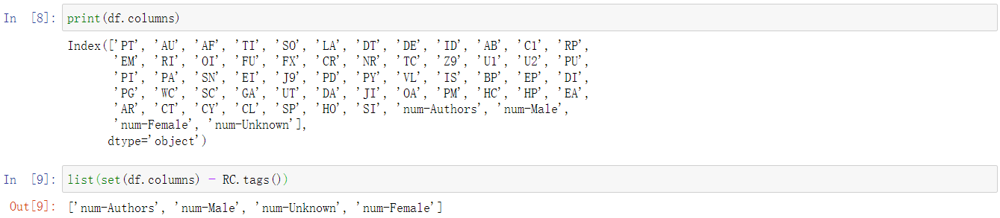 In [8]: print(df.columns)
Index(['PT', 'AU', 'AF', 'TI', 'SO', 'LA', 'DT', 'DE', 'ID', 'AB', 'C1', 'RP',
'EM', 'RI', 'OI', 'FU', 'FX', 'CR', 'NR', 'TC', 'Z9', 'U1', 'U2', 'PU',
'PI', 'PA', 'SN', 'EI', 'J9', 'PD', 'PY', 'VL', 'IS', 'BP', 'EP', 'DI',
'PG', 'WC', 'SC', 'GA', 'UT', 'DA', 'JI', 'OA', 'PM', 'HC', 'HP', 'EA',
'AR', 'CT', 'CY', 'CL', 'SP', 'HO', 'SI', 'num-Authors', 'num-Male',
'num-Female', 'num-Unknown'],
dtype='object')
In [9]: list(set(df.columns) - RC.tags())
Out[9]: ['num-Authors', 'num-Male', 'num-Unknown', 'num-Female']